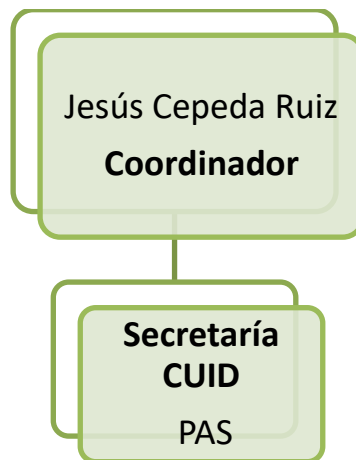 Jesús Cepeda Ruiz
Coordinador
Secretaría
CUID
PAS